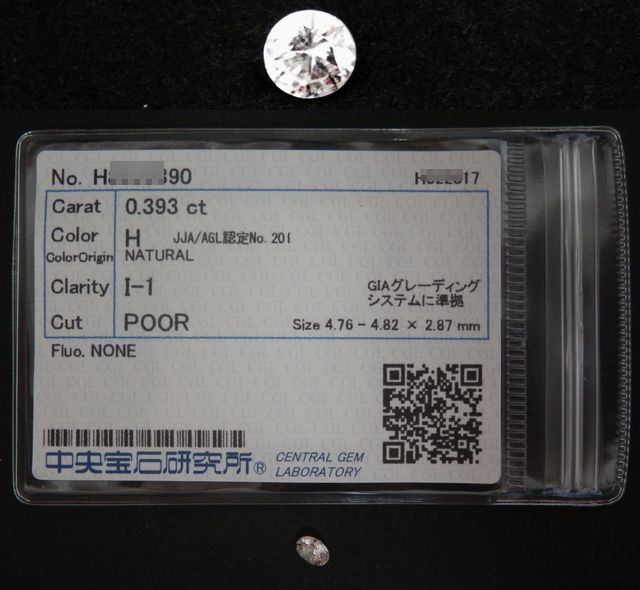 No. H 390
H 17
Carat 0.393 ct
Color H JJA/AGL認定No. 201
ColorOrigin NATURAL
Clarity I-1
GIAグレーディング
システムに準拠
Cut POOR Size 4.76 - 4.82 × 2.87 mm
Fluo. NONE
中央宝石研究所® CENTRAL GEM
LABORATORY